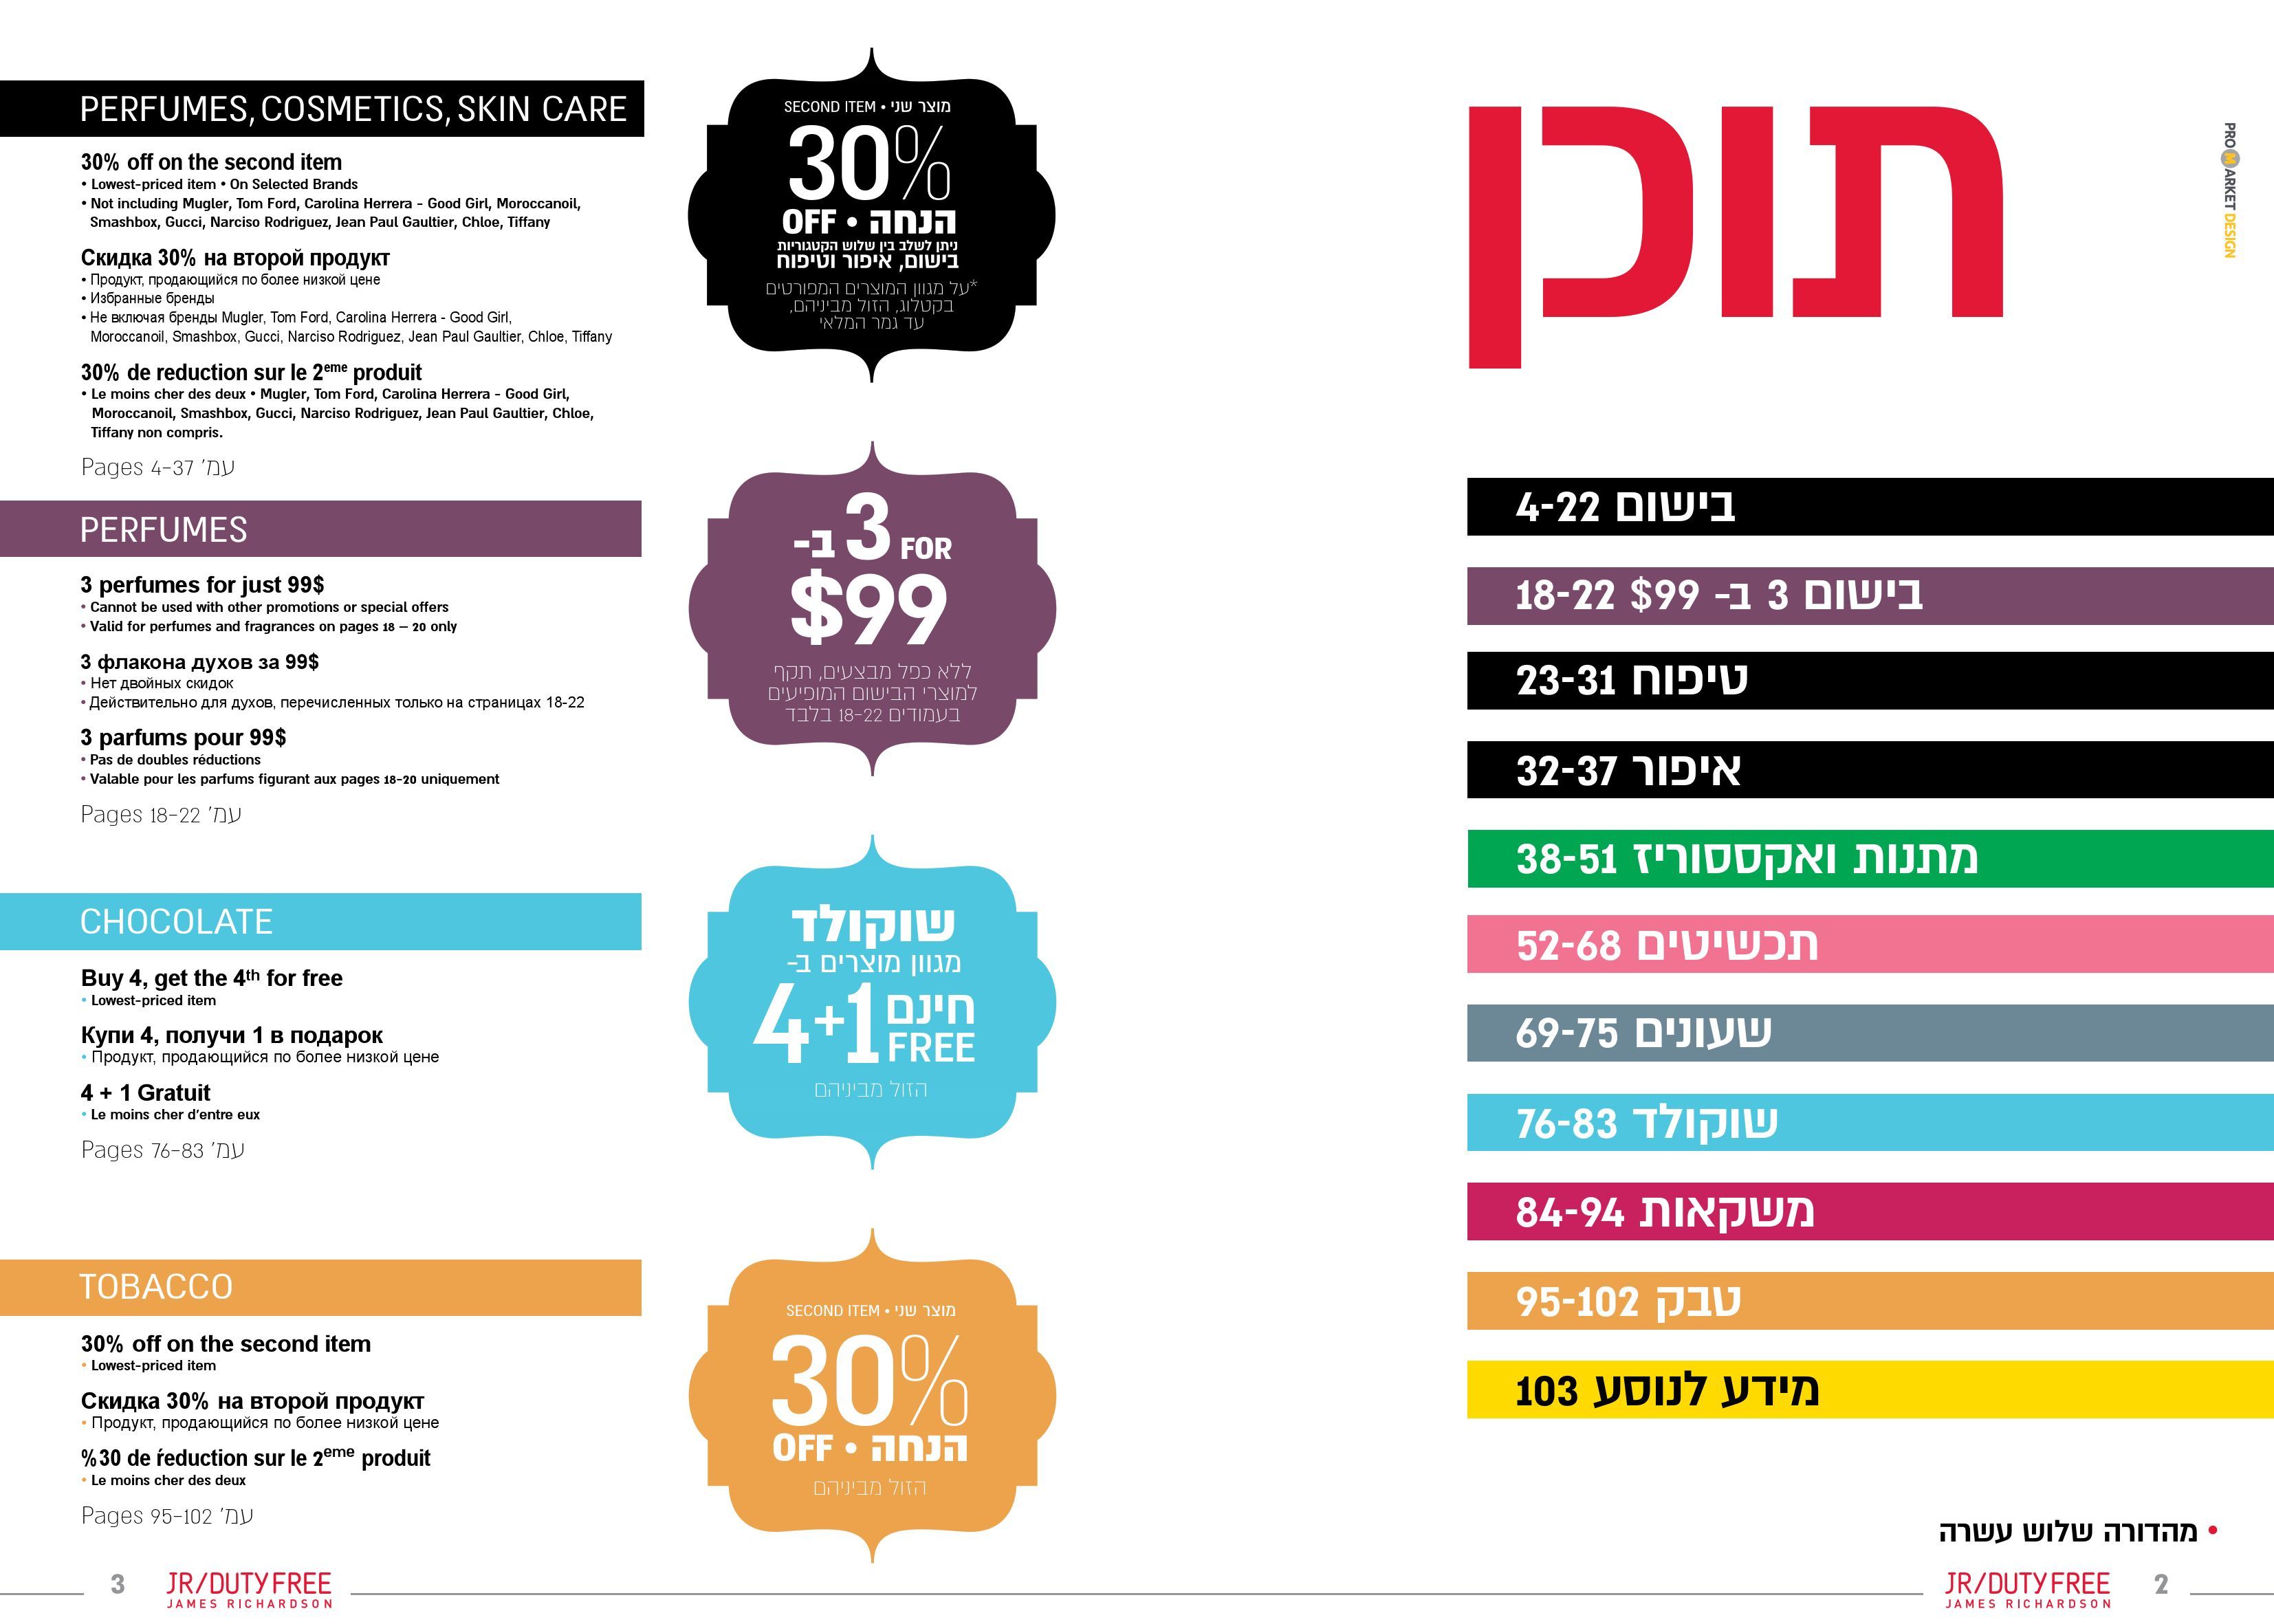 תוכן
PRO MARKET DESIGN
בישום 4-22
בישום 3 ב- $99 18-22
טיפוח 23-31
איפור 32-37
מתנות ואקססוריז 38-51
תכשיטים 52-68
שעונים 69-75
שוקולד 76-83
משקאות 84-94
טבק 95-102
מידע לנוסע 103
• מהדורה שלוש עשרה
JR/DUTY FREE
JAMES RICHARDSON
2
PERFUMES, COSMETICS, SKIN CARE
30% off on the second item
• Lowest-priced item • On Selected Brands
• Not including Mugler, Tom Ford, Carolina Herrera - Good Girl, Moroccanoil,
Smashbox, Gucci, Narciso Rodriguez, Jean Paul Gaultier, Chloe, Tiffany
Скидка 30% на второй продукт
• Продукт, продающийся по более низкой цене
• Избранные бренды
• Не включая бренды Mugler, Tom Ford, Carolina Herrera - Good Girl,
Moroccanoil, Smashbox, Gucci, Narciso Rodriguez, Jean Paul Gaultier, Chloe, Tiffany
30% de reduction sur le 2eme produit
• Le moins cher des deux • Mugler, Tom Ford, Carolina Herrera - Good Girl,
Moroccanoil, Smashbox, Gucci, Narciso Rodriguez, Jean Paul Gaultier, Chloe,
Tiffany non compris.
Pages 4-37 עמ'
SECOND ITEM • מוצר שני
30%
OFF • הנחה
ניתן לשלב בין שלוש הקטגוריות
בישום, איפור וטיפוח
*על מגוון המוצרים המפורטים
בקטלוג, הזול מביניהם,
עד גמר המלאי
PERFUMES
3 perfumes for just 99$
• Cannot be used with other promotions or special offers
• Valid for perfumes and fragrances on pages 18 – 20 only
3 флакона духов за 99$
• Нет двойных скидок
• Действительно для духов, перечисленных только на страницах 18-22
3 parfums pour 99$
• Pas de doubles réductions
• Valable pour les parfums figurant aux pages 18-20 uniquement
Pages 18-22 עמ'
3 FOR ב-
$99
ללא כפל מבצעים, תקף
למוצרי הבישום המופיעים
בעמודים 18-22 בלבד
CHOCOLATE
Buy 4, get the 4th for free
• Lowest-priced item
Купи 4, получи 1 в подарок
• Продукт, продающийся по более низкой цене
4 + 1 Gratuit
• Le moins cher d'entre eux
Pages 76-83 עמ'
שוקולד
מגוון מוצרים ב-
4+1 חינם
FREE
הזול מביניהם
TOBACCO
30% off on the second item
• Lowest-priced item
Скидка 30% на второй продукт
• Продукт, продающийся по более низкой цене
%30 de ŕeduction sur le 2eme produit
• Le moins cher des deux
Pages 95-102 עמ'
SECOND ITEM • מוצר שני
30%
OFF • הנחה
הזול מביניהם
3
JR/DUTY FREE
JAMES RICHARDSON